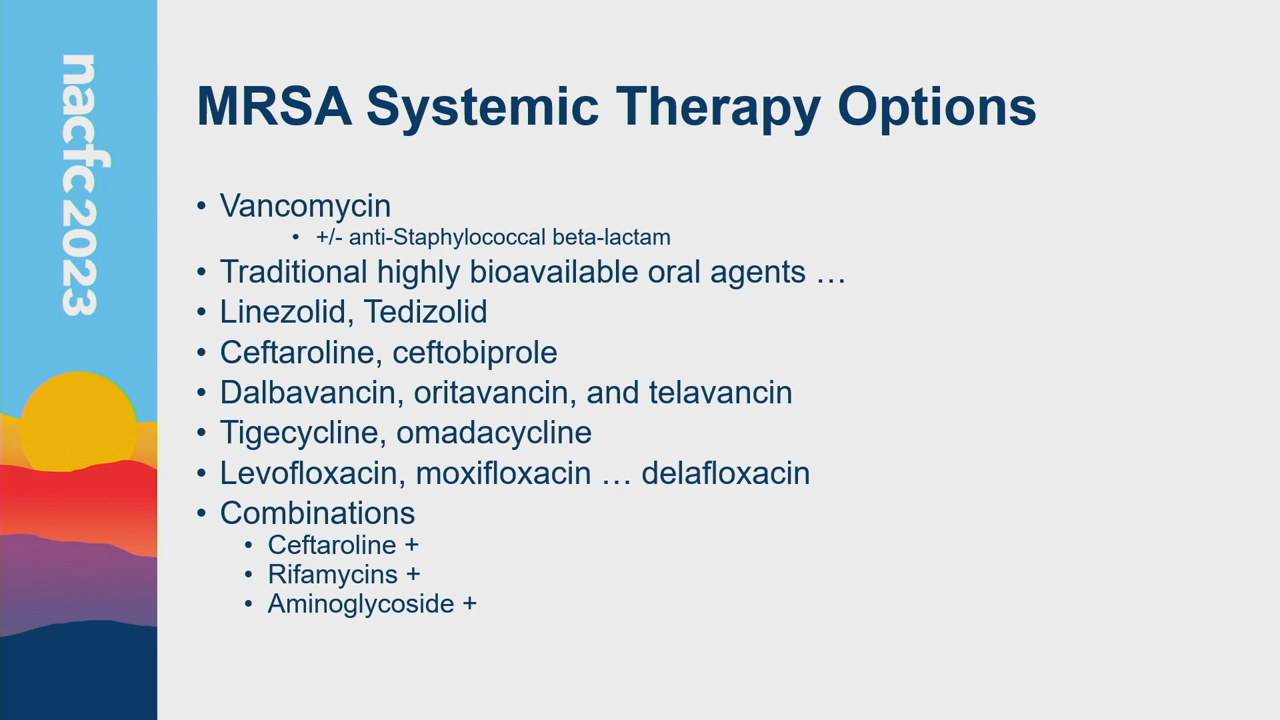 nacfc 2023
MRSA Systemic Therapy Options
• Vancomycin
• +/- anti-Staphylococcal beta-lactam
• Traditional highly bioavailable oral agents …
• Linezolid, Tedizolid
• Ceftaroline, ceftobiprole
• Dalbavancin, oritavancin, and telavancin
• Tigecycline, omadacycline
• Levofloxacin, moxifloxacin … delafloxacin
• Combinations
• Ceftaroline +
• Rifamycins +
• Aminoglycoside +